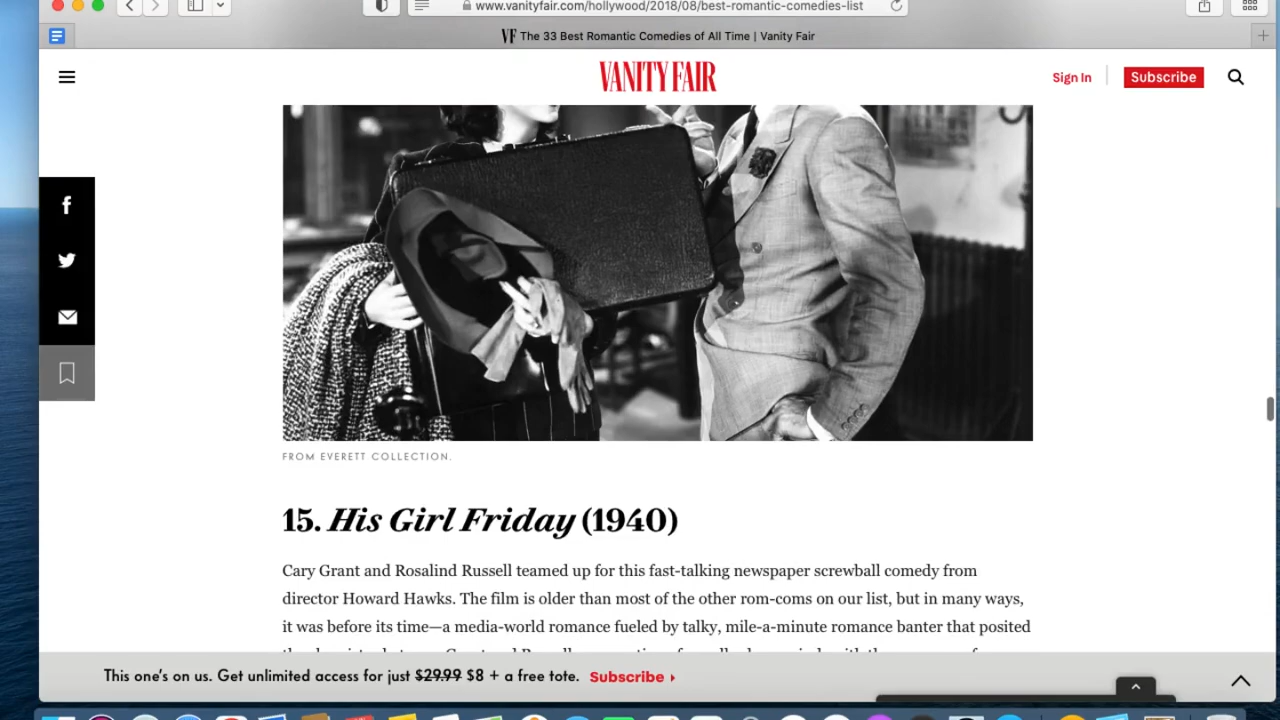 www.vanityfair.com/hollywood/2018/08/best-romantic-comedies-list
VF The 33 Best Romantic Comedies of All Time | Vanity Fair
VANITY FAIR
Sign In
Subscribe
FROM EVERETT COLLECTION.
15. His Girl Friday (1940)
Cary Grant and Rosalind Russell teamed up for this fast-talking newspaper screwball comedy from
director Howard Hawks. The film is older than most of the other rom-coms on our list, but in many ways,
it was before its time—a media-world romance fueled by talky, mile-a-minute romance banter that posited
This one's on us. Get unlimited access for just $29.99 $8 + a free tote. Subscribe